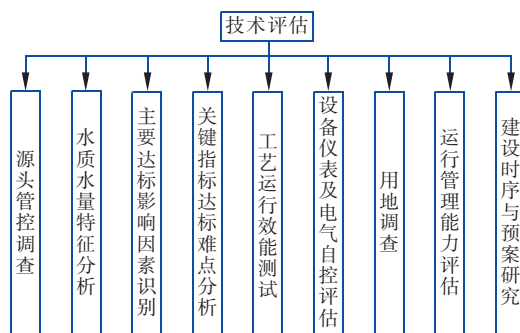 技术评估
源头管控调查
水质水量特征分析
主要达标影响因素识别
关键指标达标难点分析
工艺运行效能测试
设备仪表及电气自控评估
用地调查
运行管理能力评估
建设时序与预案研究